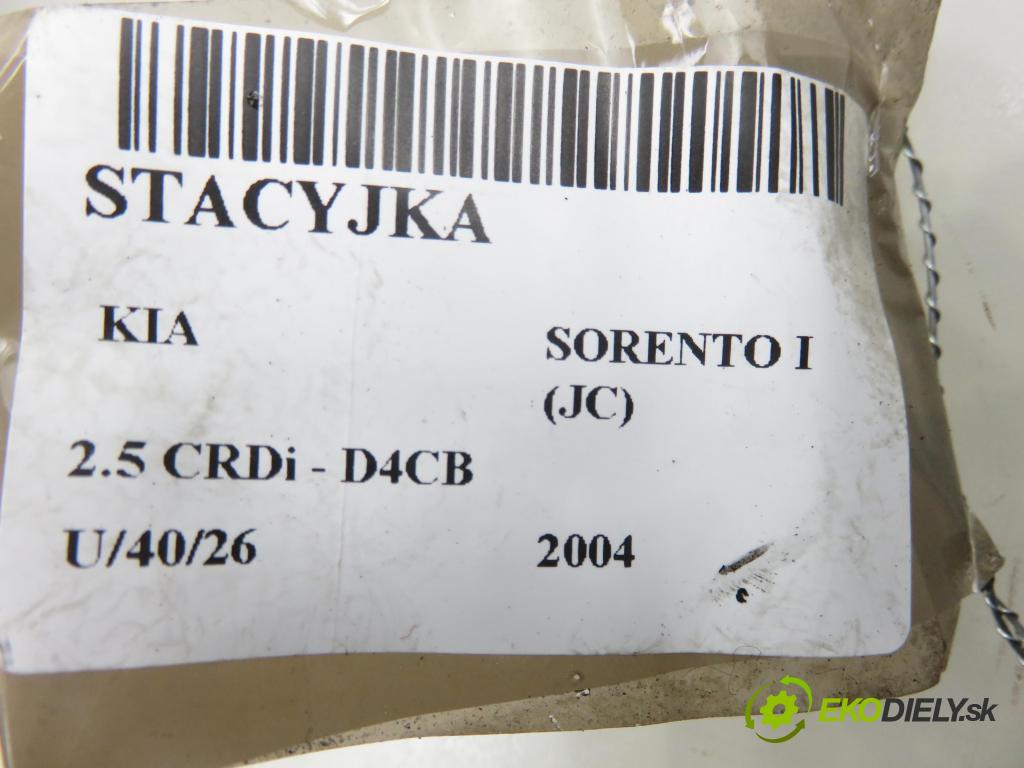 STACYJKA
KIA
SORENTO I
(JC)
2.5 CRDi - D4CB
U/40/26
2004
EKODIELY.sk